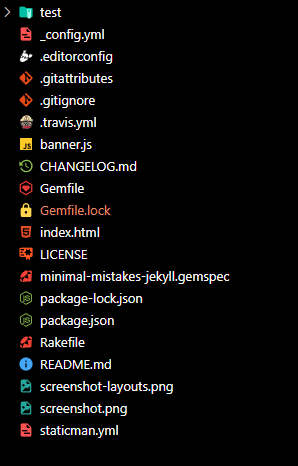 test
_config.yml
.editorconfig
.gitattributes
.gitignore
.travis.yml
JS banner.js
CHANGELOG.md
Gemfile
Gemfile.lock
index.html
LICENSE
minimal-mistakes-jekyll.gemspec
package-lock.json
package.json
Rakefile
README.md
screenshot-layouts.png
screenshot.png
staticman.yml